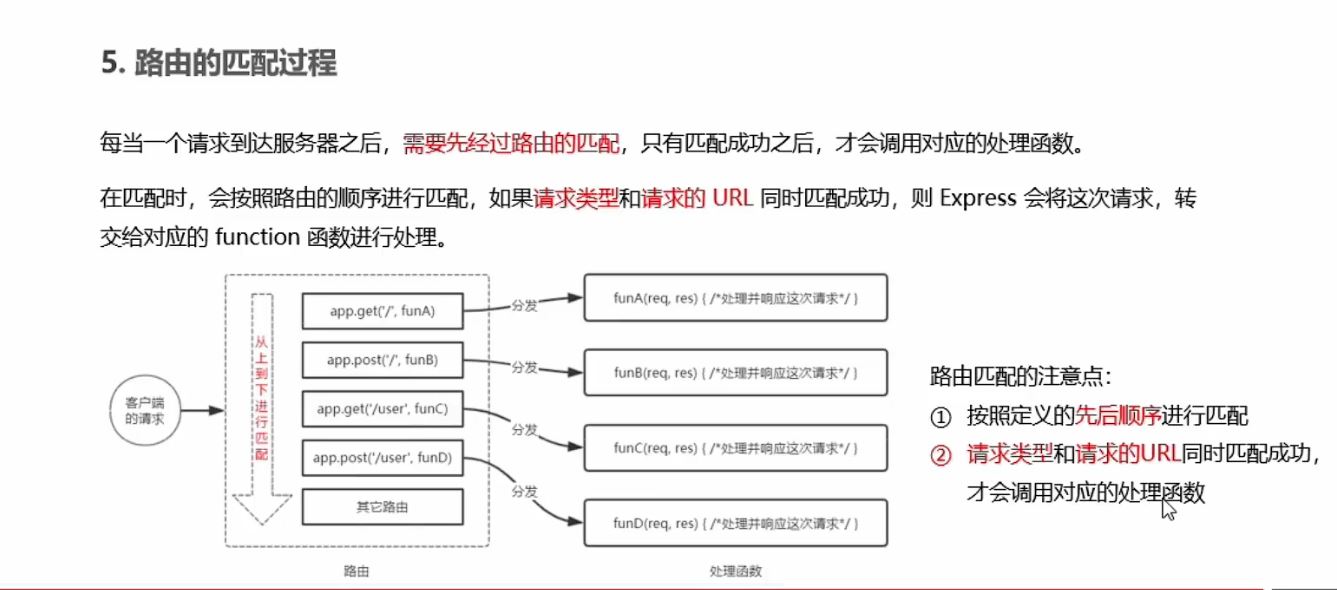 5. 路由的匹配过程
每当一个请求到达服务器之后，需要先经过路由的匹配，只有匹配成功之后，才会调用对应的处理函数。
在匹配时，会按照路由的顺序进行匹配，如果请求类型和请求的 URL 同时匹配成功，则 Express 会将这次请求，转
交给对应的 function 函数进行处理。
客户端
的请求
从上到下进行匹配
app.get('/', funA)
分发
funA(req, res) { /*处理并响应这次请求*/ }
app.post('/', funB)
分发
funB(req, res) { /*处理并响应这次请求*/ }
app.get('/user', funC)
分发
funC(req, res) { /*处理并响应这次请求*/ }
app.post('/user', funD)
分发
funD(req, res) { /*处理并响应这次请求*/ }
其它路由
路由
处理函数
路由匹配的注意点：
① 按照定义的先后顺序进行匹配
② 请求类型和请求的URL同时匹配成功，
才会调用对应的处理函数